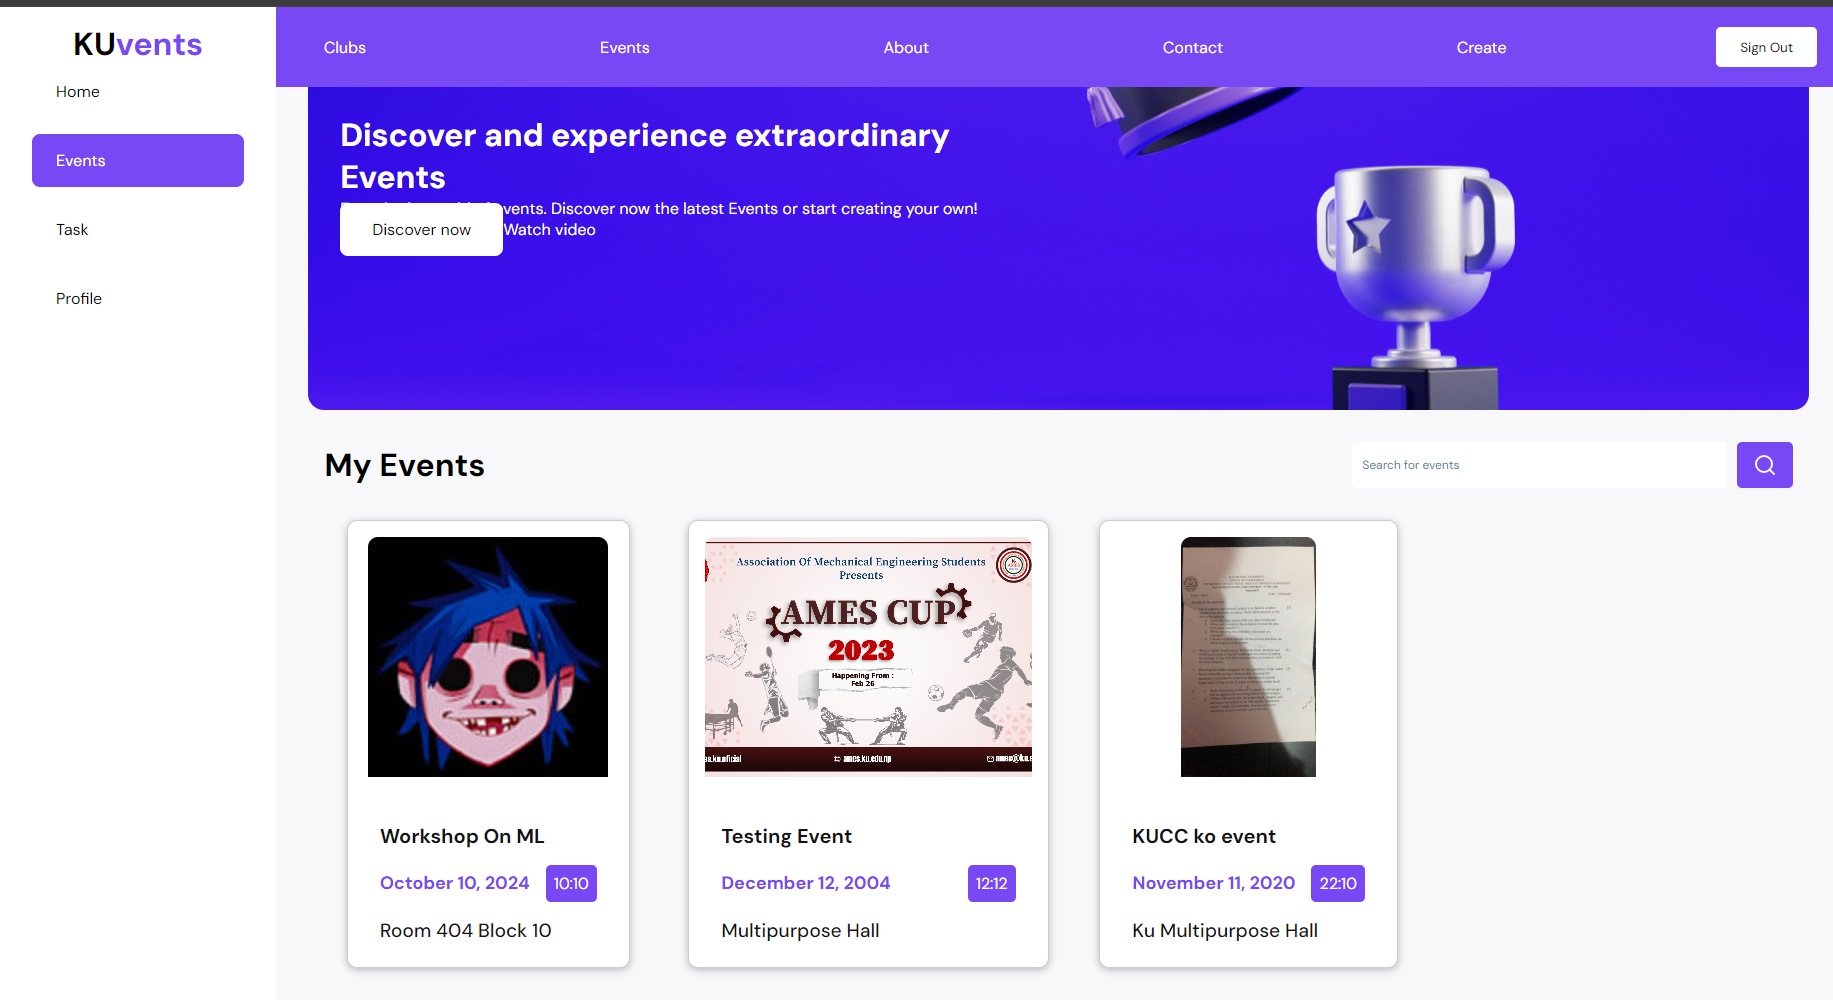 KUvents
Home
Events
Task
Profile
Clubs
Events
About
Contact
Create
Sign Out
Discover and experience extraordinary
Events
vents. Discover now the latest Events or start creating your own!
Discover now
Watch video
My Events
Search for events
Association Of Mechanical Engineering Students
Presents
AMES CUP
2023
Happening From :
Feb 26
ames.ku.edu.np
Workshop On ML
October 10, 2024
10:10
Room 404 Block 10
Testing Event
December 12, 2004
12:12
Multipurpose Hall
KUCC ko event
November 11, 2020
22:10
Ku Multipurpose Hall